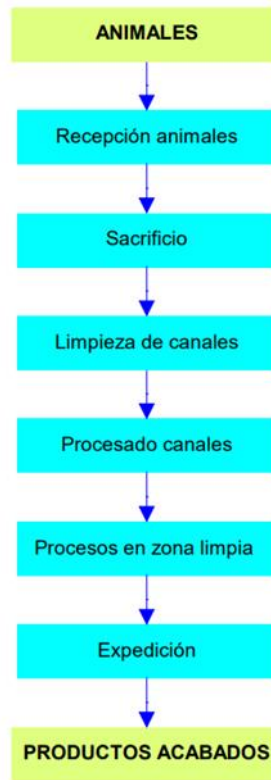 ANIMALES
Recepción animales
Sacrificio
Limpieza de canales
Procesado canales
Procesos en zona limpia
Expedición
PRODUCTOS ACABADOS